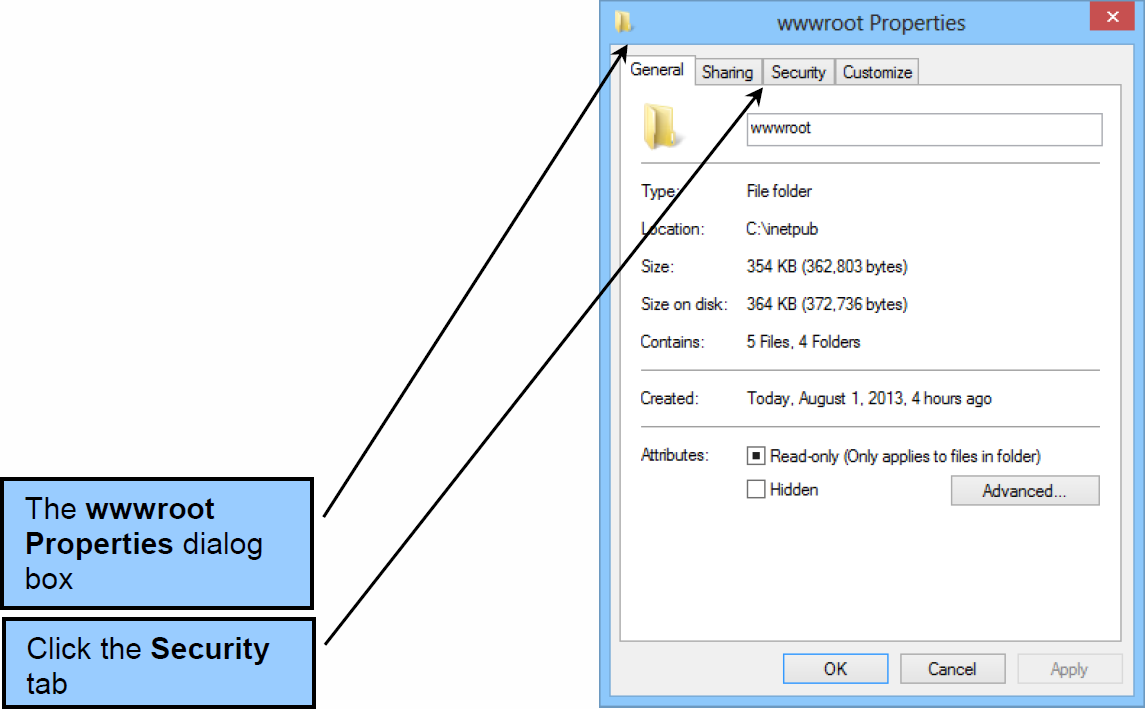 wwwroot Properties
General Sharing Security Customize
wwwroot
Type: File folder
Location: C:\inetpub
Size: 354 KB (362,803 bytes)
Size on disk: 364 KB (372,736 bytes)
Contains: 5 Files, 4 Folders
Created: Today, August 1, 2013, 4 hours ago
Attributes: Read-only (Only applies to files in folder)
Hidden Advanced...
OK Cancel Apply
The wwwroot
Properties dialog
box
Click the Security
tab